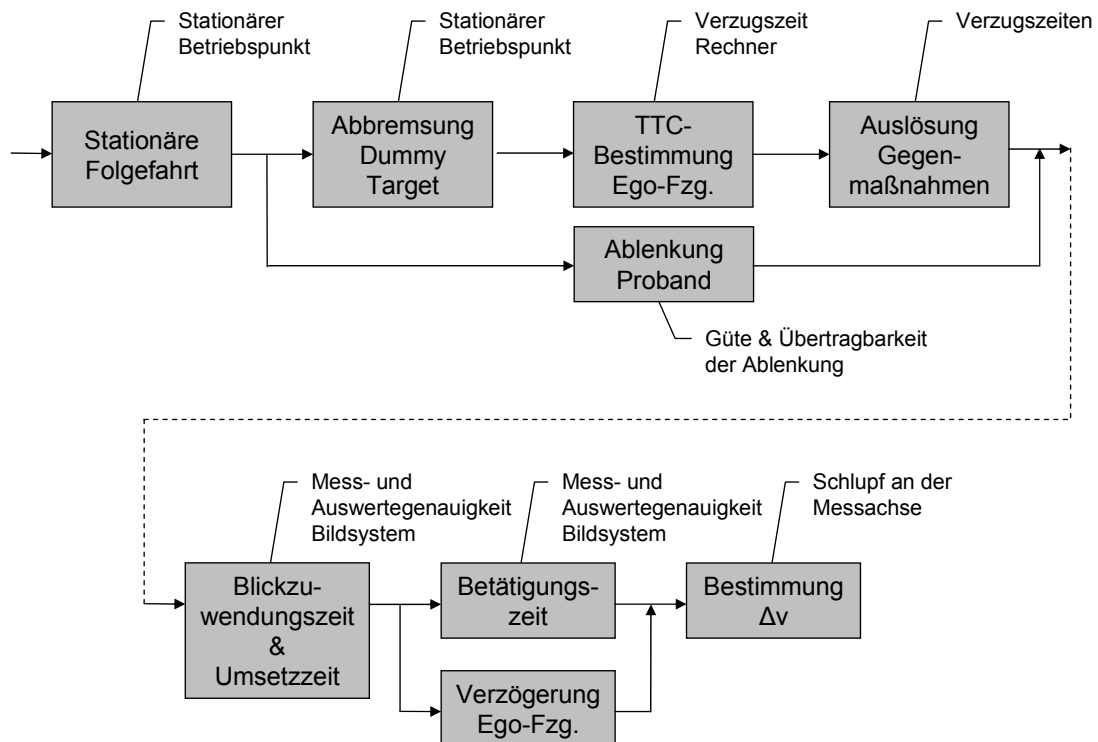 Stationärer
Betriebspunkt
Stationärer
Betriebspunkt
Verzugszeit
Rechner
Verzugszeiten
Stationäre
Folgefahrt
Abbremsung
Dummy
Target
TTC-
Bestimmung
Ego-Fzg.
Auslösung
Gegen-
maßnahmen
Ablenkung
Proband
Güte & Übertragbarkeit
der Ablenkung
Mess- und
Auswertegenauigkeit
Bildsystem
Mess- und
Auswertegenauigkeit
Bildsystem
Schlupf an der
Messachse
Blickzu-
wendungszeit
&
Umsetzzeit
Betätigungs-
zeit
Bestimmung
Δv
Verzögerung
Ego-Fzg.